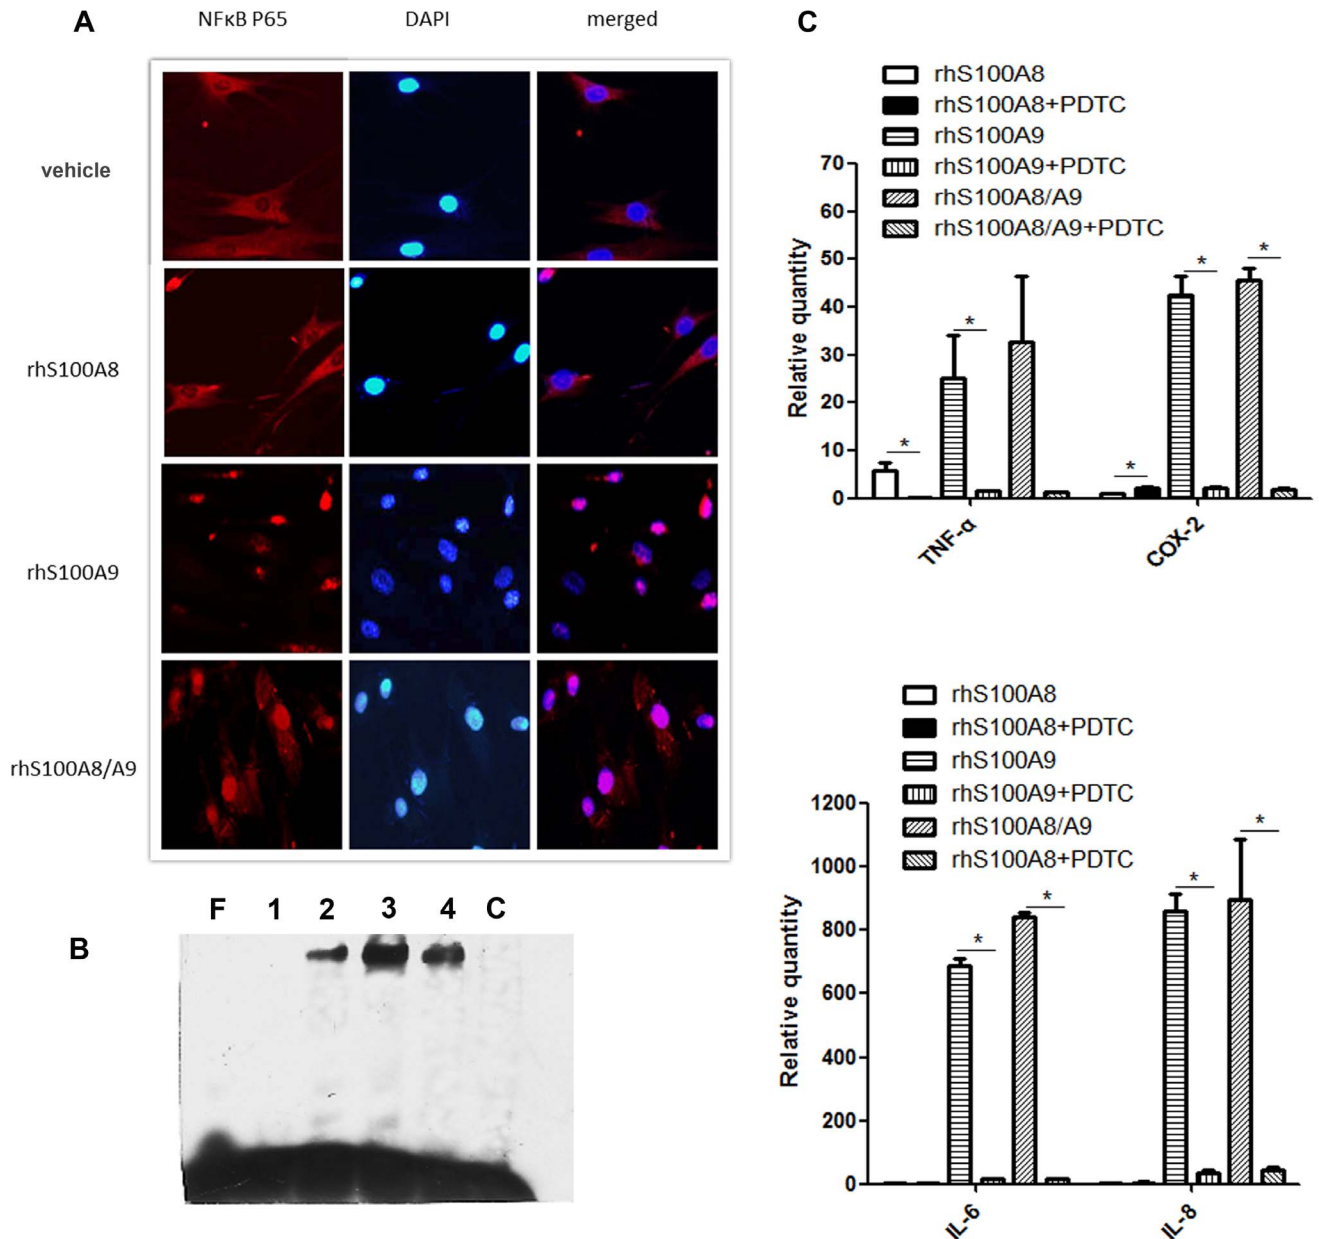 A
NFκB P65
DAPI
merged
vehicle
rhS100A8
rhS100A9
rhS100A8/A9
B
F 1 2 3 4 C
C
rhS100A8
rhS100A8+PDTC
rhS100A9
rhS100A9+PDTC
rhS100A8/A9
rhS100A8/A9+PDTC
Relative quantity
70
60
50
40
30
20
10
0
*
*
*
*
*
TNF-α
COX-2
rhS100A8
rhS100A8+PDTC
rhS100A9
rhS100A9+PDTC
rhS100A8/A9
rhS100A8+PDTC
Relative quantity
1200
1000
800
600
400
200
0
*
*
*
*
IL-6
IL-8